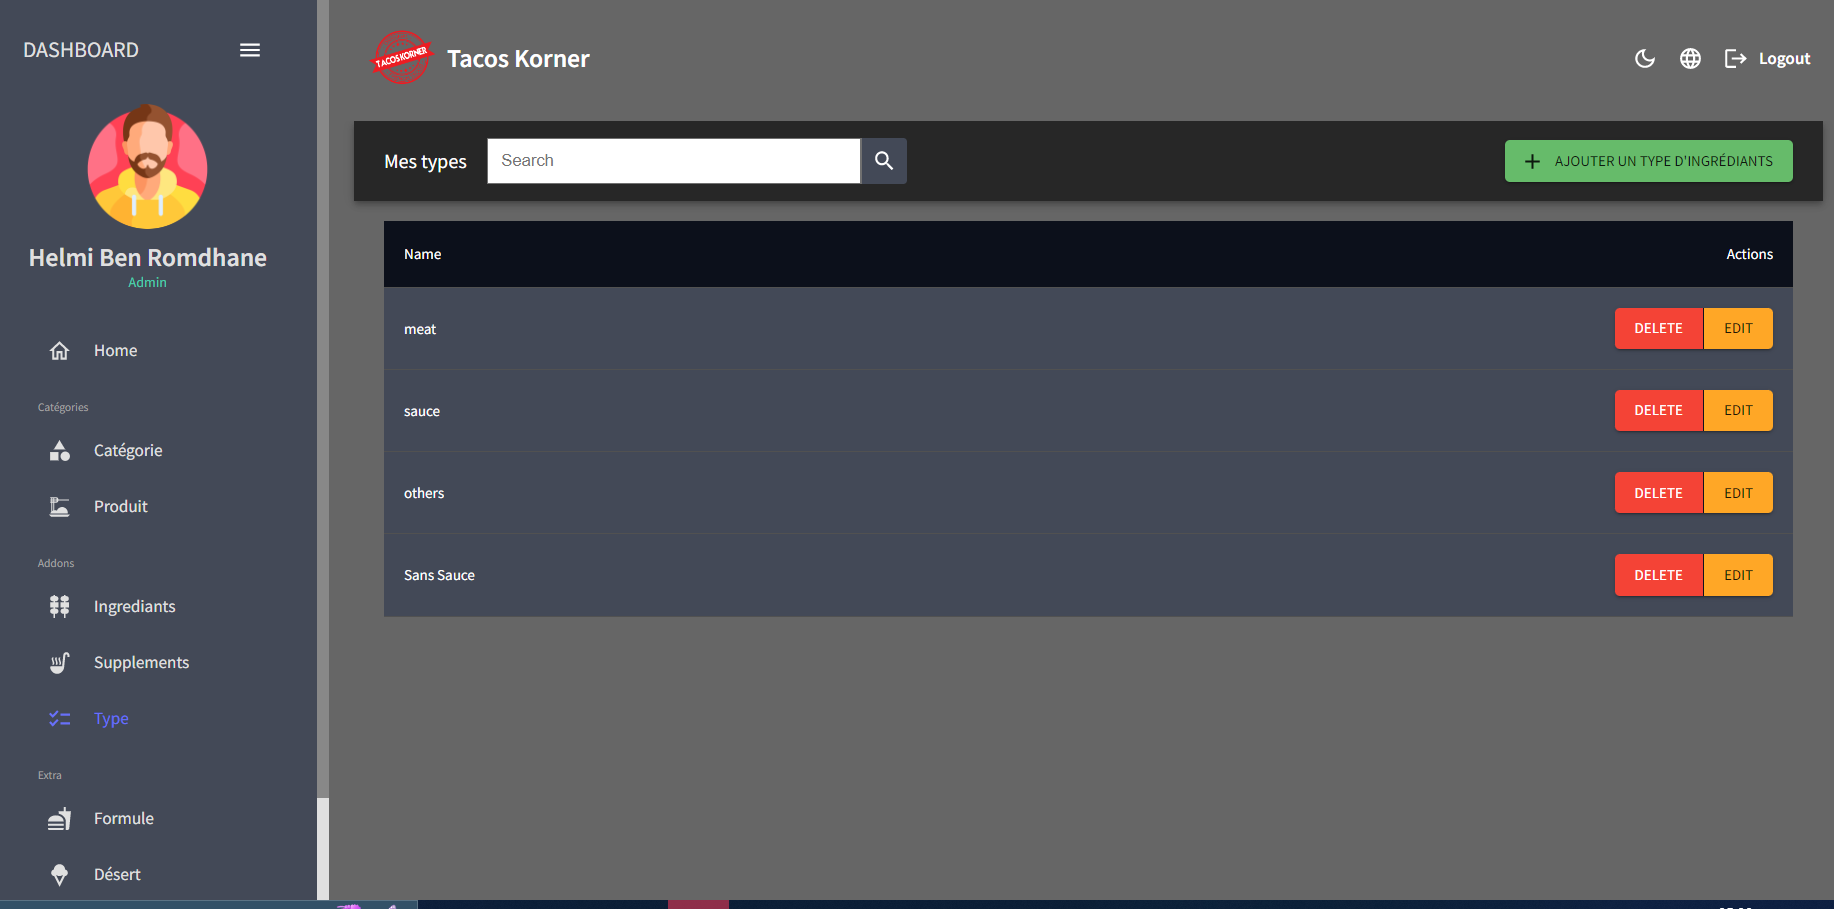 DASHBOARD
Helmi Ben Romdhane
Admin
Home
Catégories
Catégorie
Produit
Addons
Ingrediants
Supplements
Type
Extra
Formule
Désert
TACOS KORNER
Tacos Korner
Logout
Mes types
Search
AJOUTER UN TYPE D'INGRÉDIANTS
Name Actions
meat DELETE EDIT
sauce DELETE EDIT
others DELETE EDIT
Sans Sauce DELETE EDIT